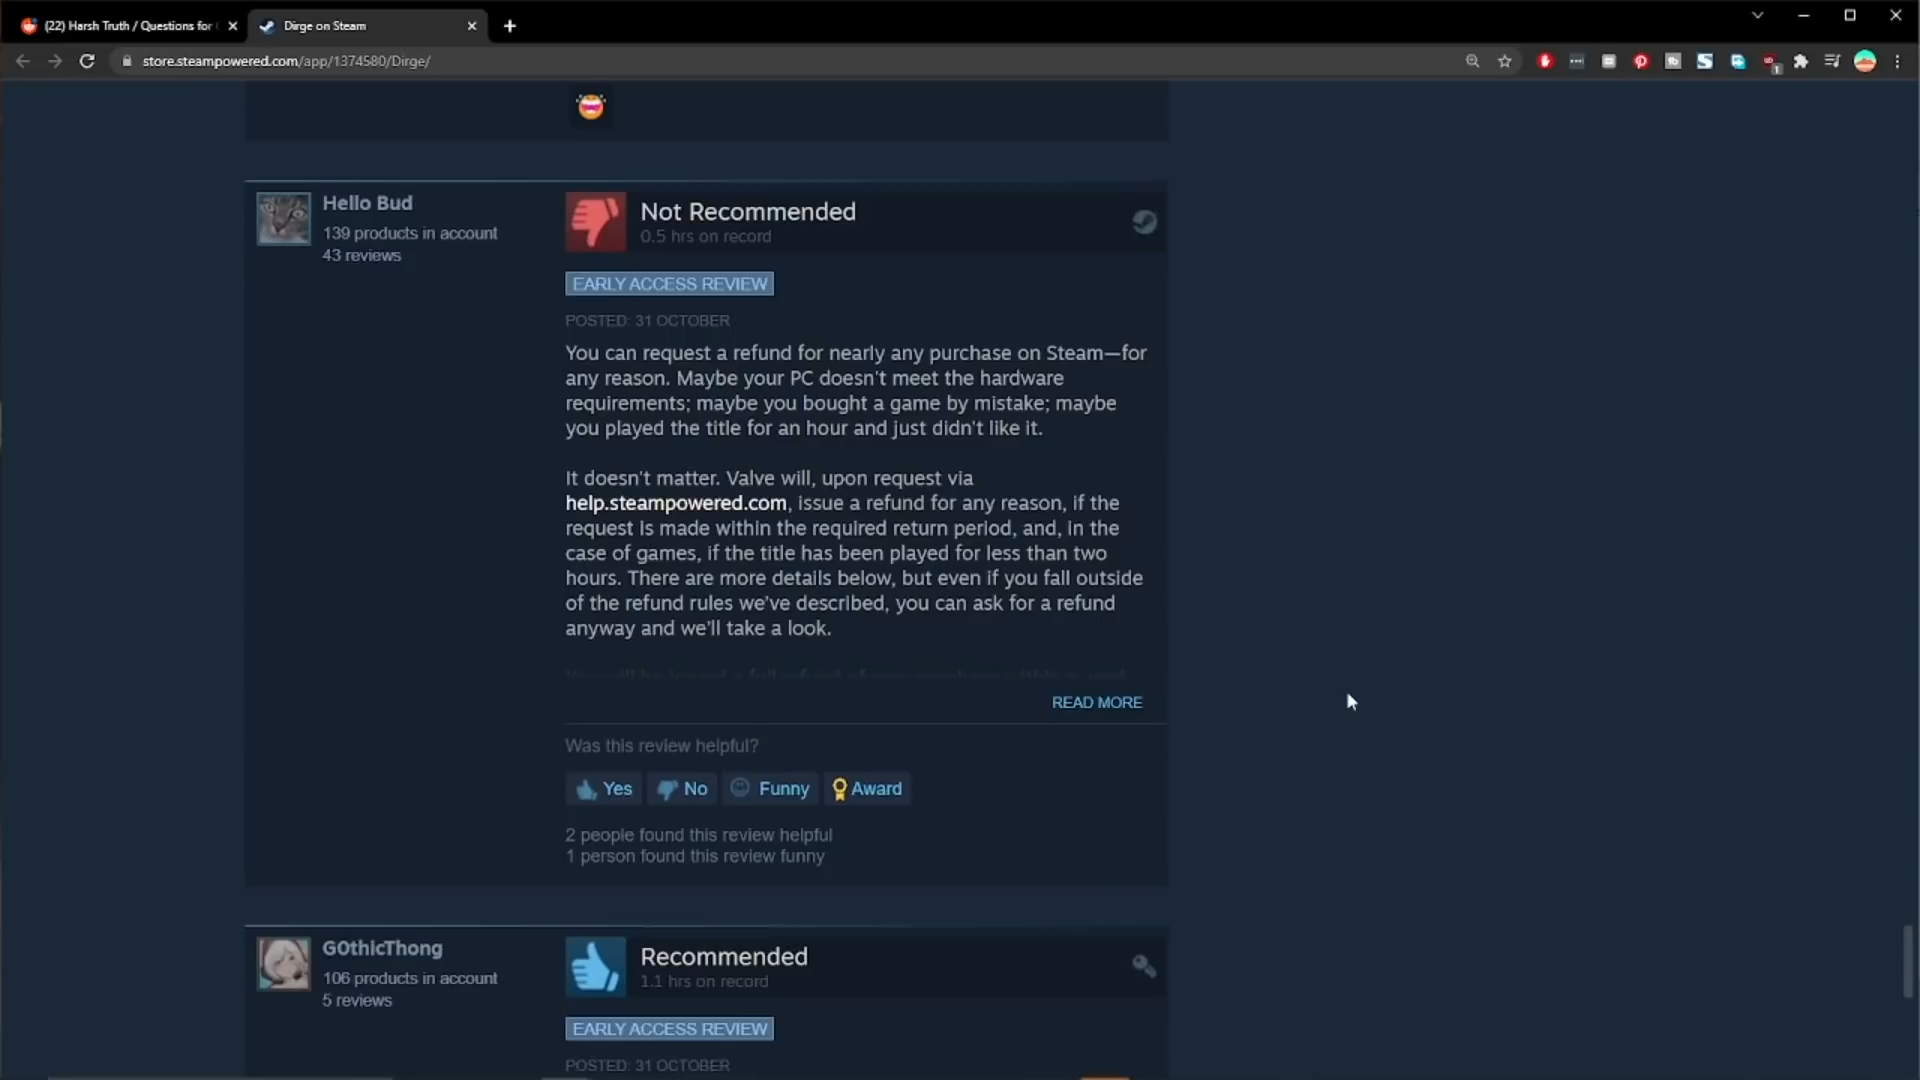 (22) Harsh Truth / Questions for
Dirge on Steam
store.steampowered.com/app/1374580/Dirge/
Hello Bud
139 products in account
43 reviews
Not Recommended
0.5 hrs on record
EARLY ACCESS REVIEW
POSTED: 31 OCTOBER
You can request a refund for nearly any purchase on Steam—for
any reason. Maybe your PC doesn't meet the hardware
requirements; maybe you bought a game by mistake; maybe
you played the title for an hour and just didn't like it.
It doesn't matter. Valve will, upon request via
help.steampowered.com, issue a refund for any reason, if the
request is made within the required return period, and, in the
case of games, if the title has been played for less than two
hours. There are more details below, but even if you fall outside
of the refund rules we've described, you can ask for a refund
anyway and we'll take a look.
READ MORE
Was this review helpful?
Yes
No
Funny
Award
2 people found this review helpful
1 person found this review funny
G0thicThong
106 products in account
5 reviews
Recommended
1.1 hrs on record
EARLY ACCESS REVIEW
POSTED: 31 OCTOBER